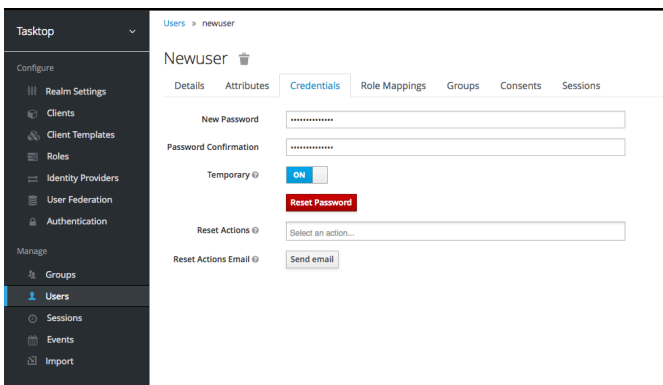 Tasktop
Configure
Realm Settings
Clients
Client Templates
Roles
Identity Providers
User Federation
Authentication
Manage
Groups
Users
Sessions
Events
Import
Users » newuser
Newuser
Details Attributes Credentials Role Mappings Groups Consents Sessions
New Password ••••••••••••••
Password Confirmation ••••••••••••••
Temporary ON
Reset Password
Reset Actions Select an action...
Reset Actions Email Send email